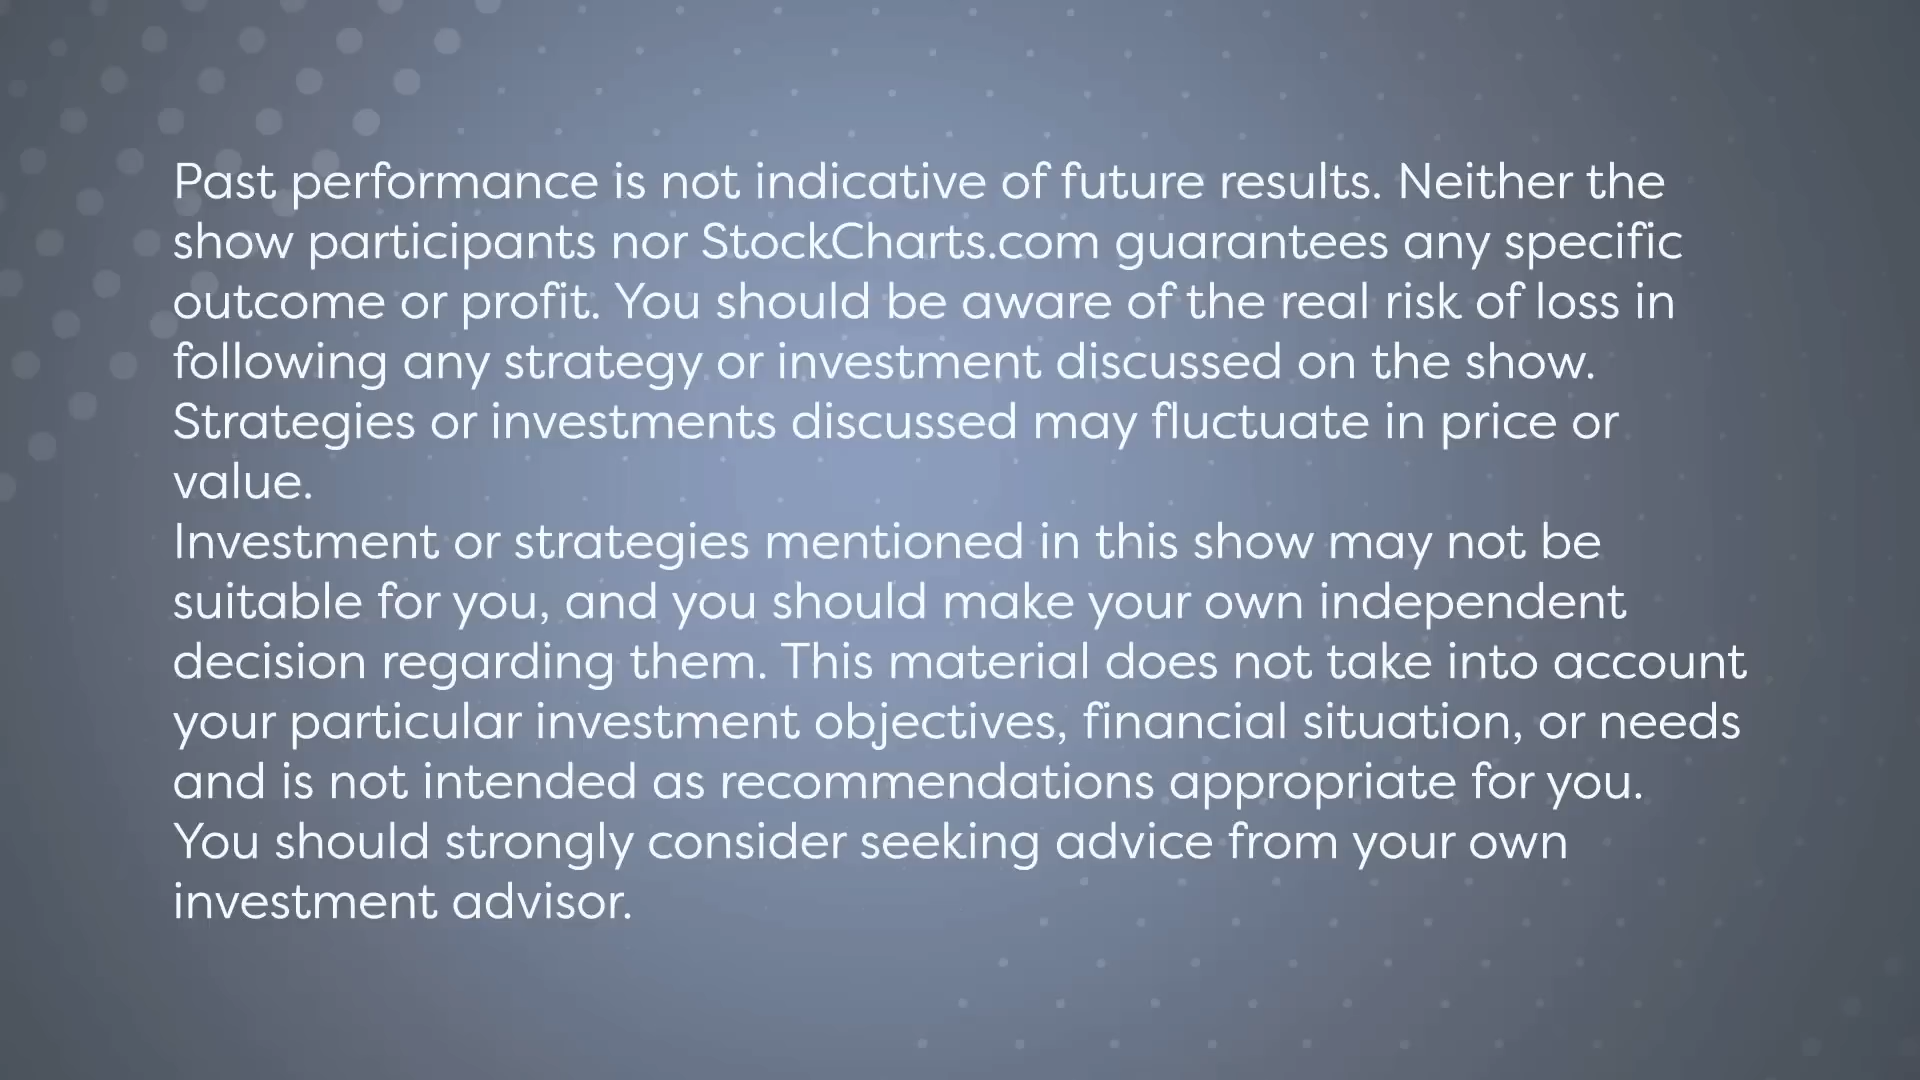 Past performance is not indicative of future results. Neither the
show participants nor StockCharts.com guarantees any specific
outcome or profit. You should be aware of the real risk of loss in
following any strategy or investment discussed on the show.
Strategies or investments discussed may fluctuate in price or
value.
Investment or strategies mentioned in this show may not be
suitable for you, and you should make your own independent
decision regarding them. This material does not take into account
your particular investment objectives, financial situation, or needs
and is not intended as recommendations appropriate for you.
You should strongly consider seeking advice from your own
investment advisor.